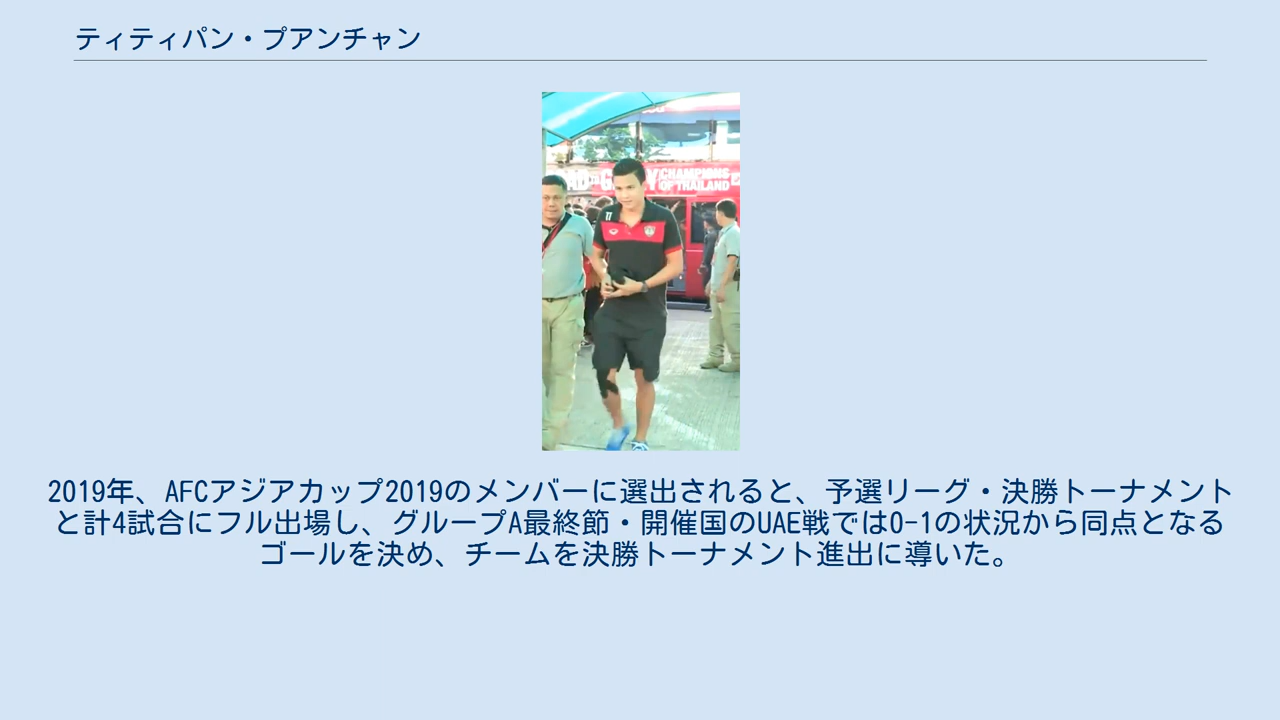 ティティパン・プアンチャン
CHAMPIONS
OF THAILAND
2019年、AFCアジアカップ2019のメンバーに選出されると、予選リーグ・決勝トーナメント
と計4試合にフル出場し、グループA最終節・開催国のUAE戦では0-1の状況から同点となる
ゴールを決め、チームを決勝トーナメント進出に導いた。